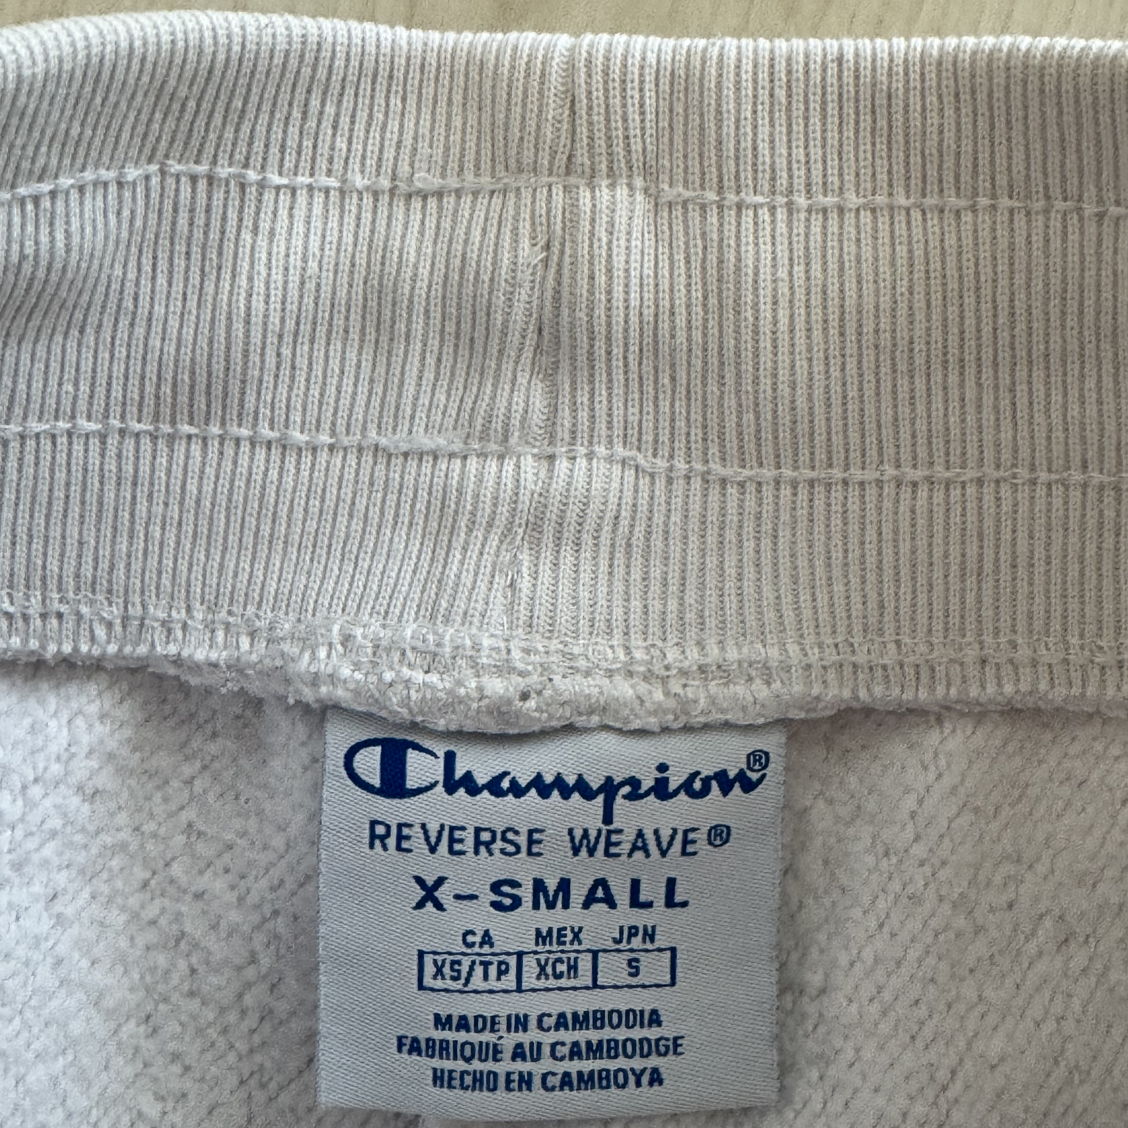 Champion®
REVERSE WEAVE®
X-SMALL
CA MEX JPN
XS/TP XCH S
MADE IN CAMBODIA
FABRIQUÉ AU CAMBODGE
HECHO EN CAMBOYA